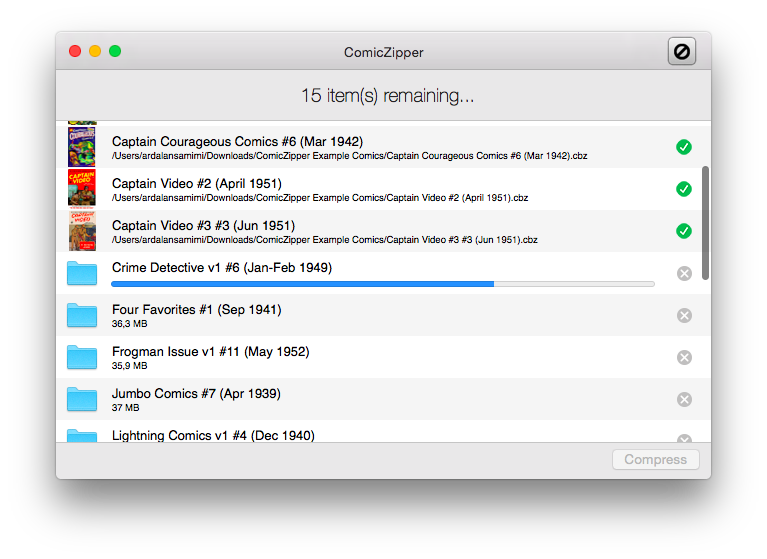 ComicZipper
15 item(s) remaining...
Captain Courageous Comics #6 (Mar 1942)
/Users/ardalansamimi/Downloads/ComicZipper Example Comics/Captain Courageous Comics #6 (Mar 1942).cbz
CAPTAIN VIDEO
Captain Video #2 (April 1951)
/Users/ardalansamimi/Downloads/ComicZipper Example Comics/Captain Video #2 (April 1951).cbz
CAPTAIN VIDEO
Captain Video #3 #3 (Jun 1951)
/Users/ardalansamimi/Downloads/ComicZipper Example Comics/Captain Video #3 #3 (Jun 1951).cbz
Crime Detective v1 #6 (Jan-Feb 1949)
Four Favorites #1 (Sep 1941)
36,3 MB
Frogman Issue v1 #11 (May 1952)
35,9 MB
Jumbo Comics #7 (Apr 1939)
37 MB
Lightning Comics v1 #4 (Dec 1940)
Compress